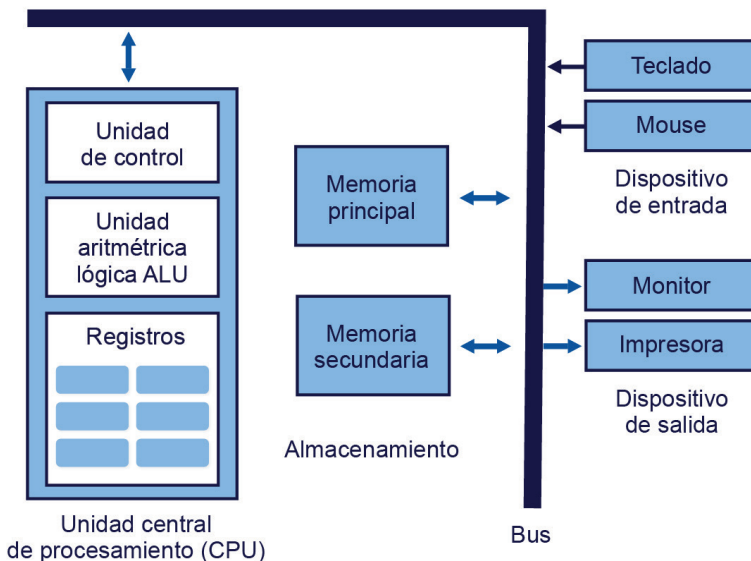 Unidad
de control
Unidad
aritmétrica
lógica ALU
Registros
Unidad central
de procesamiento (CPU)
Memoria
principal
Memoria
secundaria
Almacenamiento
Bus
Teclado
Mouse
Dispositivo
de entrada
Monitor
Impresora
Dispositivo
de salida